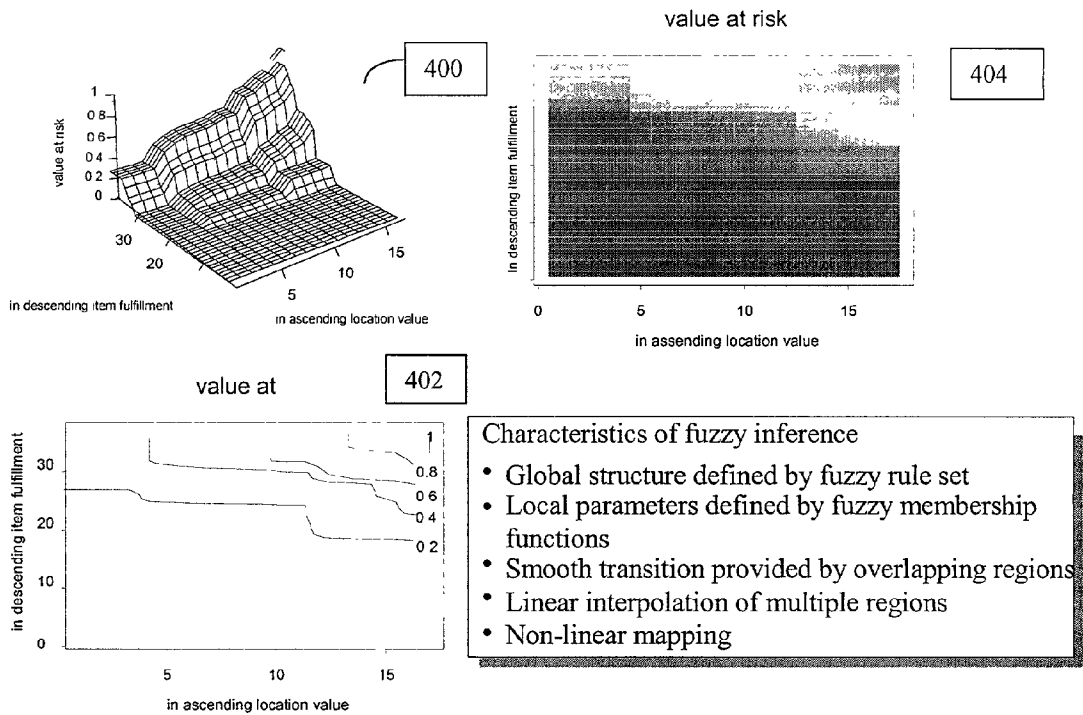 value at risk
400
404
1
0.8
0.6
0.4
0 2
0
value at risk
30
20
5
10
15
in descending item fulfillment
in ascending location value
in descending item fulfillment
0
5
10
15
in assending location value
value at
402
in descending item fulfillment
30
20
10
0
1
0.8
0 6
0 4
0 2
5
10
15
in ascending location value
Characteristics of fuzzy inference
• Global structure defined by fuzzy rule set
• Local parameters defined by fuzzy membership
functions
• Smooth transition provided by overlapping regions
• Linear interpolation of multiple regions
• Non-linear mapping